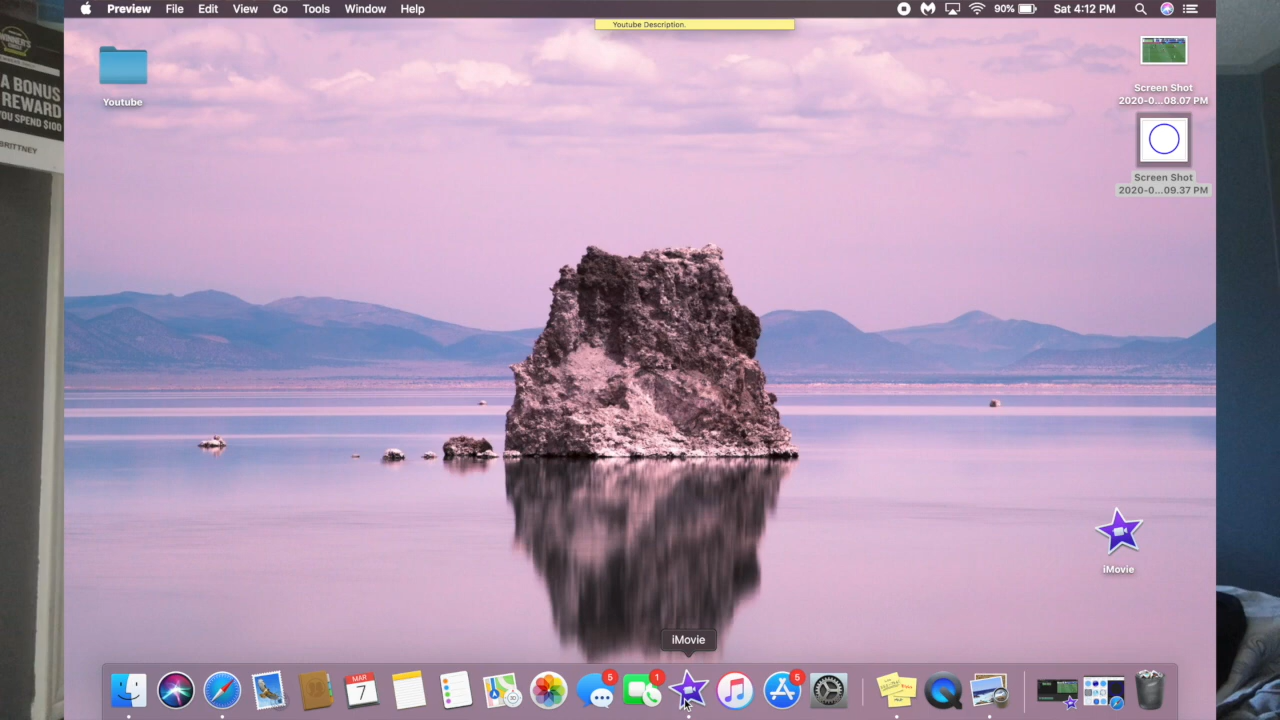 Preview File Edit View Go Tools Window Help 90% Sat 4:12 PM
Youtube Description.
A BONUS
REWARD
YOU SPEND $100
BRITTNEY
Youtube
Screen Shot
2020-0...08.07 PM
Screen Shot
2020-0...09.37 PM
iMovie
iMovie
MAR
7
5
1
5